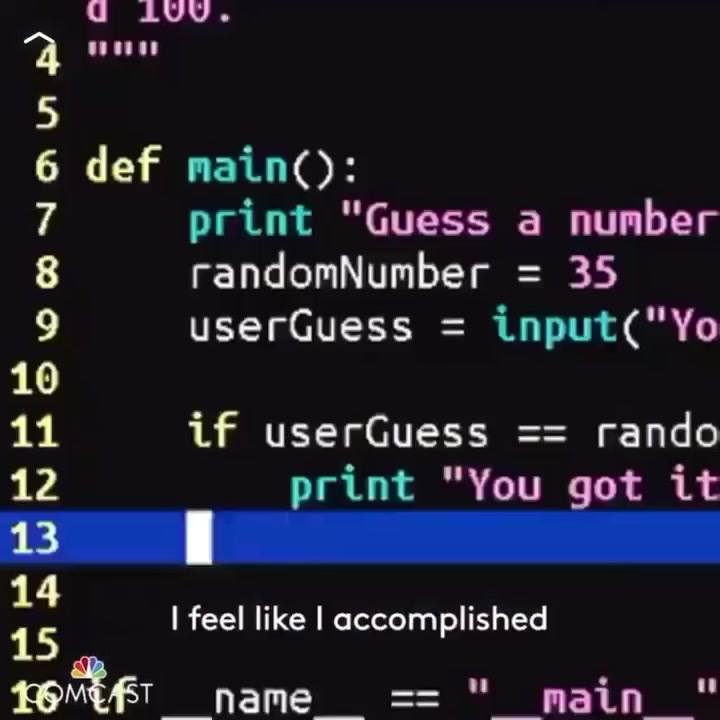 d 100.
4 """
5
6 def main():
7 print "Guess a number
8 randomNumber = 35
9 userGuess = input("Yo
10
11 if userGuess == rando
12 print "You got it
13
14
I feel like I accomplished
15
16 if __name__ == "__main__"
COMCAST